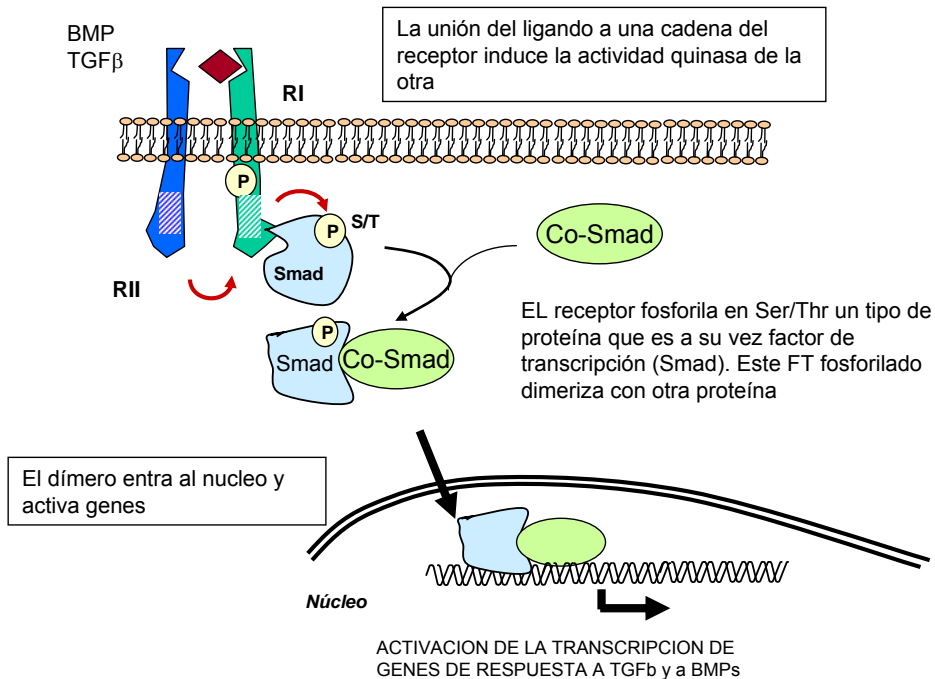 BMP
TGFβ
La unión del ligando a una cadena del
receptor induce la actividad quinasa de la
otra
RI
P
S/T
P
Smad
Co-Smad
RII
EL receptor fosforila en Ser/Thr un tipo de
proteína que es a su vez factor de
transcripción (Smad). Este FT fosforilado
dimeriza con otra proteína
P
Smad
Co-Smad
El dímero entra al nucleo y
activa genes
Núcleo
ACTIVACION DE LA TRANSCRIPCION DE
GENES DE RESPUESTA A TGFb y a BMPs